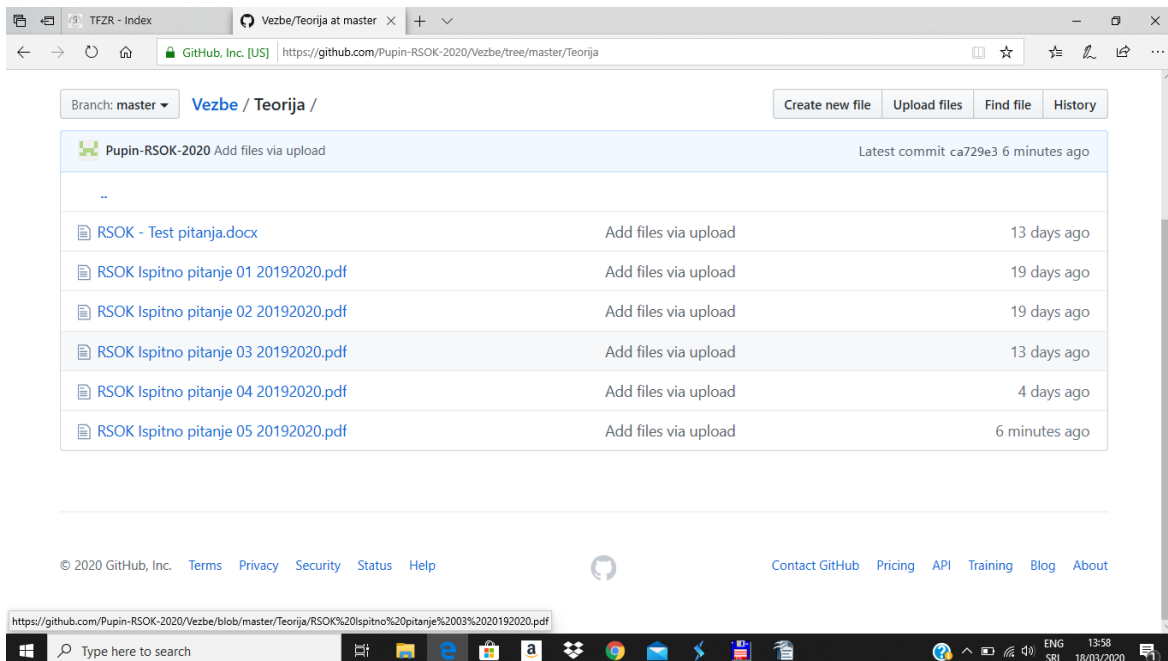 TFZR - Index
Vezbe/Teorija at master
GitHub, Inc. [US] https://github.com/Pupin-RSOK-2020/Vezbe/tree/master/Teorija
Branch: master Vezbe / Teorija / Create new file Upload files Find file History
Pupin-RSOK-2020 Add files via upload Latest commit ca729e3 6 minutes ago
..
RSOK - Test pitanja.docx Add files via upload 13 days ago
RSOK Ispitno pitanje 01 20192020.pdf Add files via upload 19 days ago
RSOK Ispitno pitanje 02 20192020.pdf Add files via upload 19 days ago
RSOK Ispitno pitanje 03 20192020.pdf Add files via upload 13 days ago
RSOK Ispitno pitanje 04 20192020.pdf Add files via upload 4 days ago
RSOK Ispitno pitanje 05 20192020.pdf Add files via upload 6 minutes ago
© 2020 GitHub, Inc. Terms Privacy Security Status Help Contact GitHub Pricing API Training Blog About
https://github.com/Pupin-RSOK-2020/Vezbe/blob/master/Teorija/RSOK%20Ispitno%20pitanje%2003%2020192020.pdf
Type here to search ENG 13:58
SRL 18/03/2020